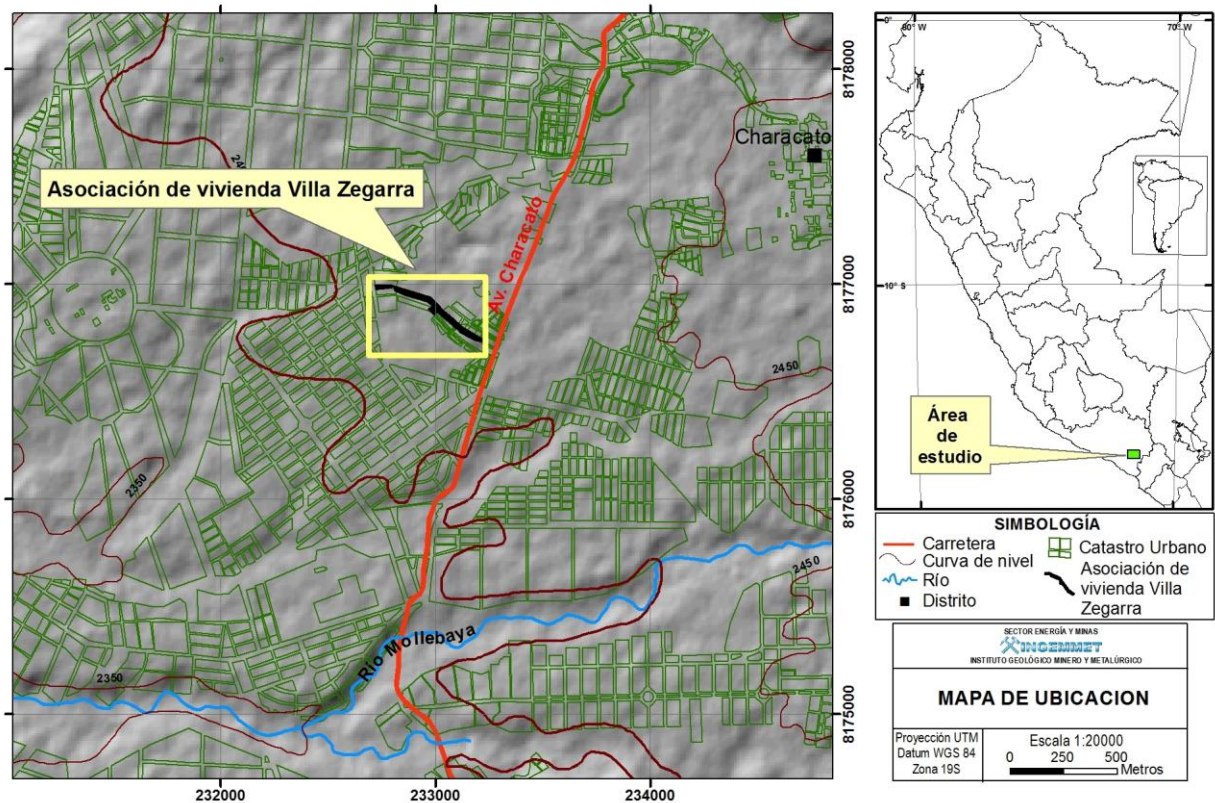 8178000
8177000
8176000
8175000
232000
233000
234000
Characato
Asociación de vivienda Villa Zegarra
Av. Characato
2450
2350
2450
2350
Río Mollebaya
0°
80° W
70° W
10° S
Área
de
estudio
SIMBOLOGÍA
Carretera
Curva de nivel
Río
Distrito
Catastro Urbano
Asociación de
vivienda Villa
Zegarra
SECTOR ENERGÍA Y MINAS
INGEMMET
INSTITUTO GEOLÓGICO MINERO Y METALÚRGICO
MAPA DE UBICACION
Proyección UTM
Datum WGS 84
Zona 19S
Escala 1:20000
0 250 500
Metros